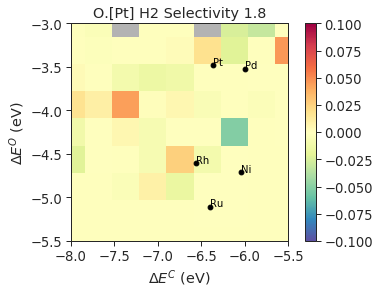 O.[Pt] H2 Selectivity 1.8
−3.0
−3.5
−4.0
−4.5
−5.0
−5.5
ΔE^O (eV)
Pt
Pd
Rh
Ni
Ru
−8.0 −7.5 −7.0 −6.5 −6.0 −5.5
ΔE^C (eV)
0.100
0.075
0.050
0.025
0.000
−0.025
−0.050
−0.075
−0.100